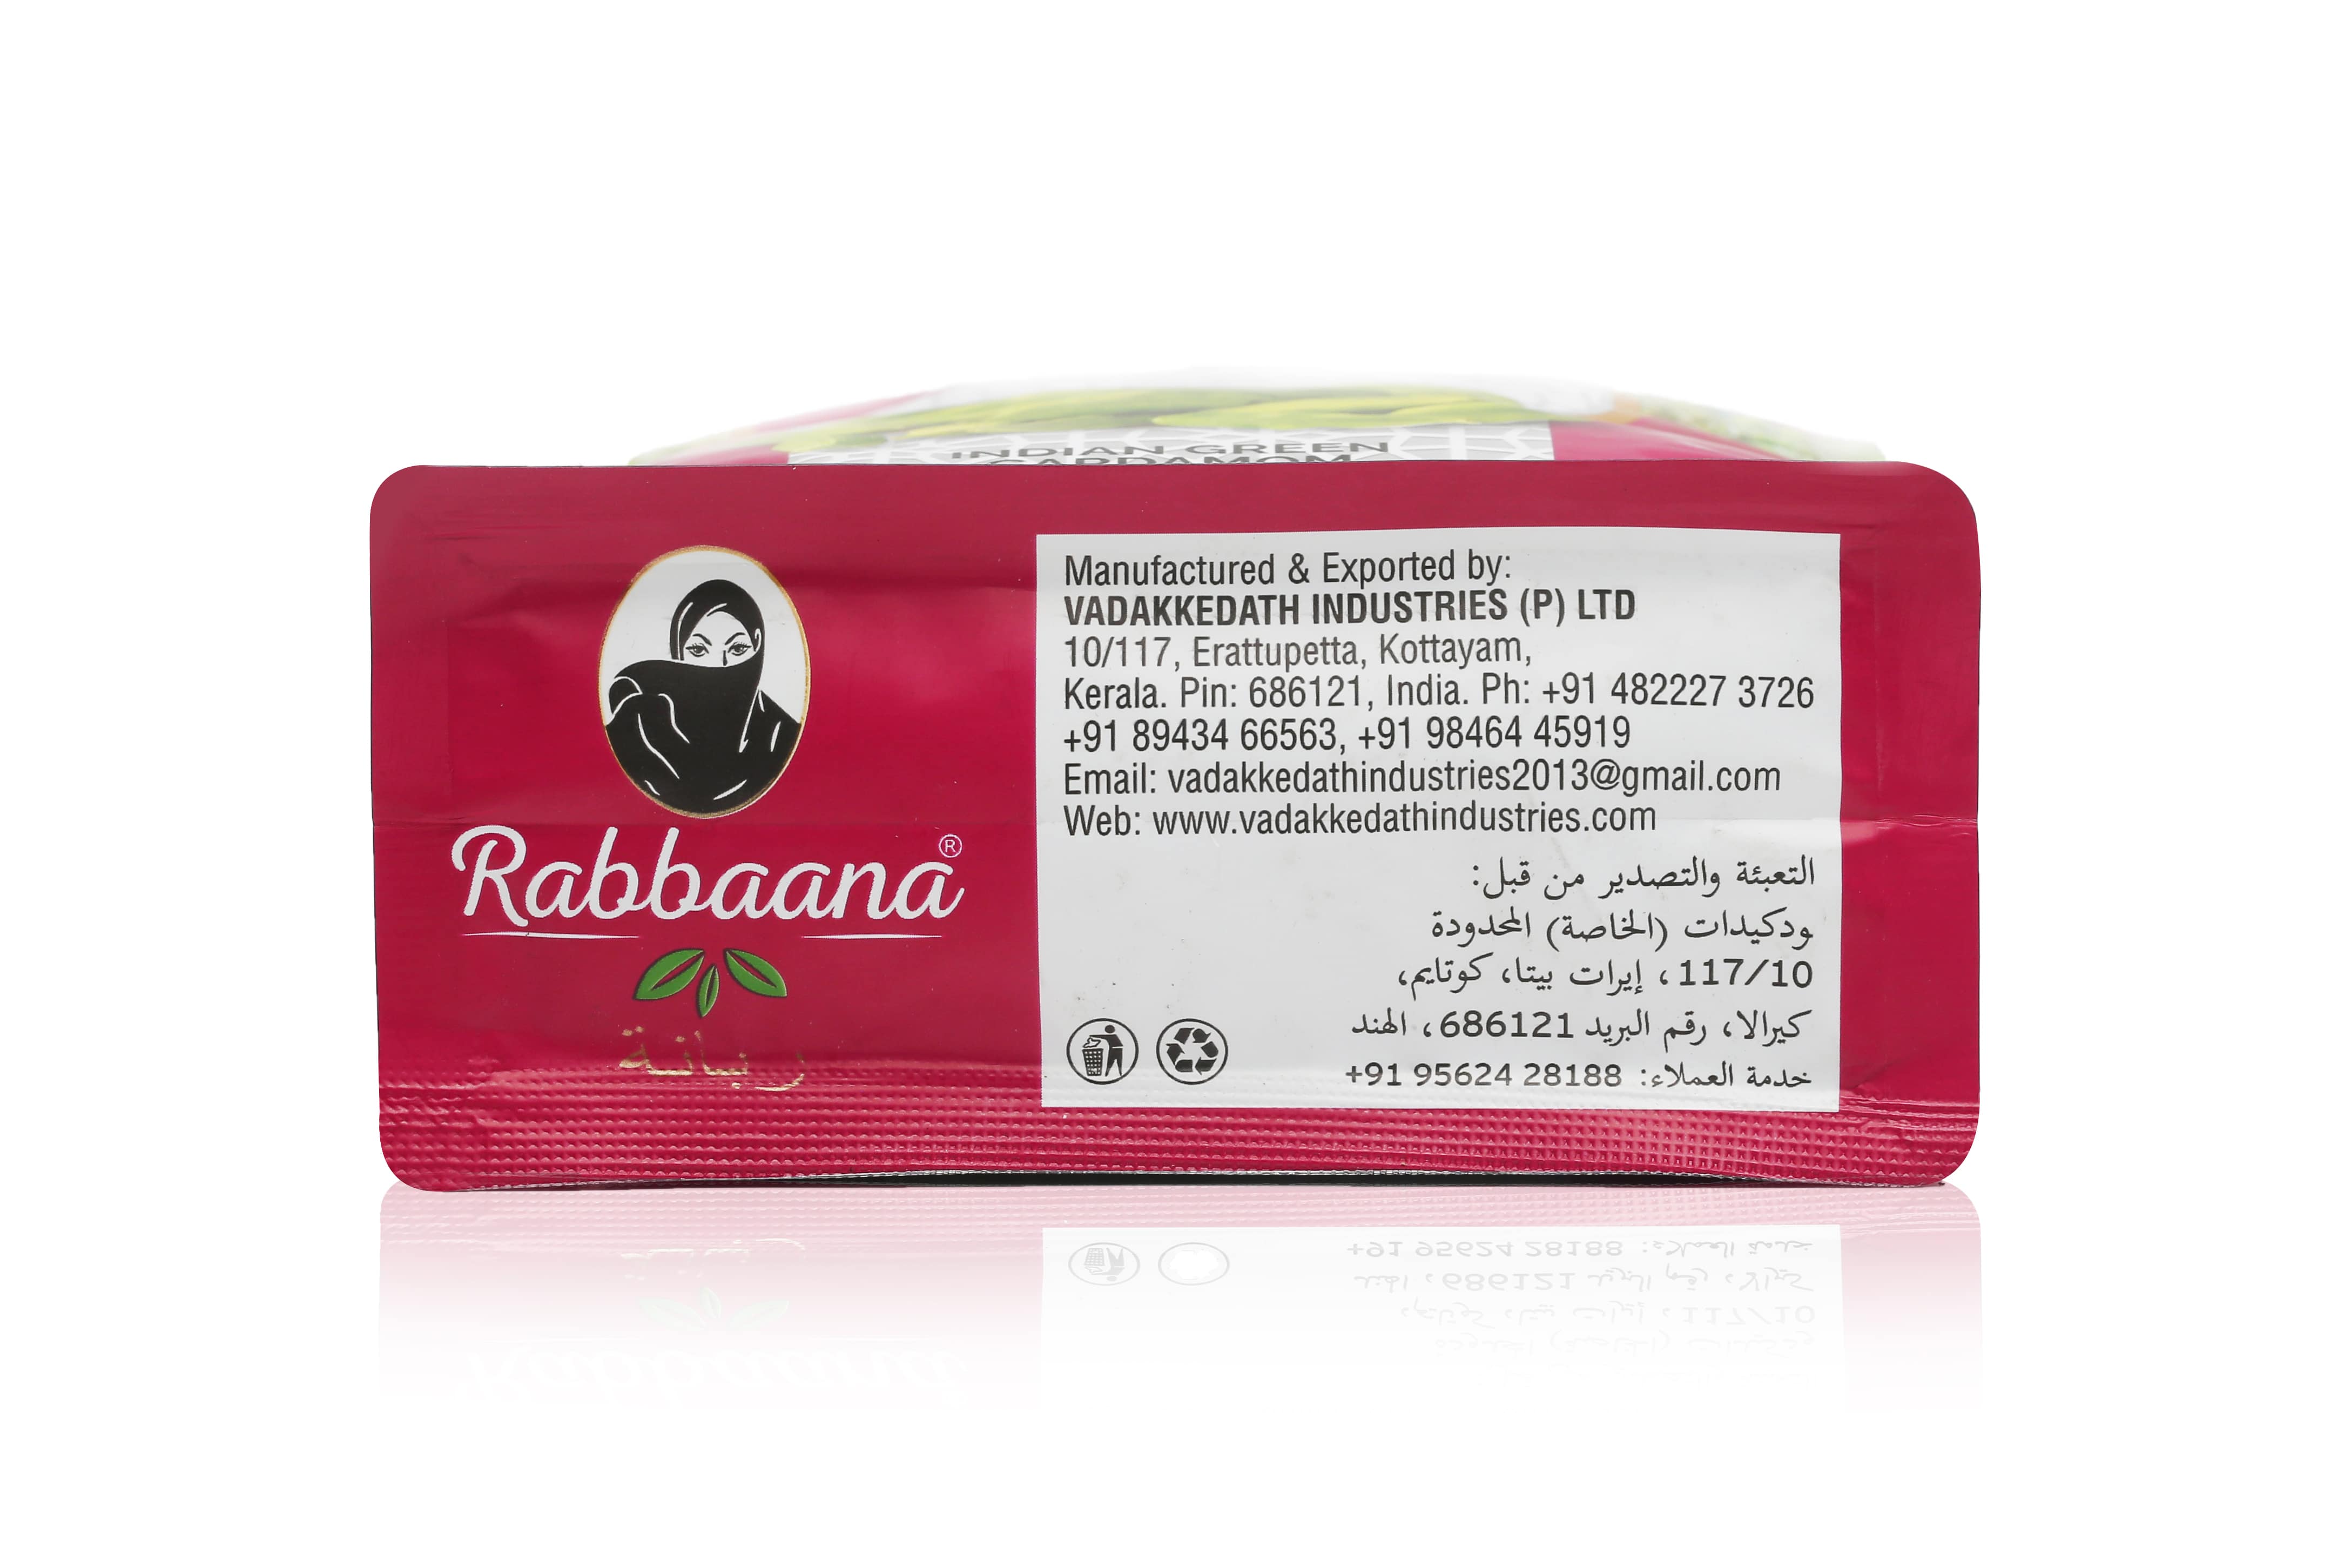 INDIAN GREEN
CARDAMOM
Rabbaana®
ربانة
Manufactured & Exported by:
VADAKKEDATH INDUSTRIES (P) LTD
10/117, Erattupetta, Kottayam,
Kerala. Pin: 686121, India. Ph: +91 482227 3726
+91 89434 66563, +91 98464 45919
Email: vadakkedathindustries2013@gmail.com
Web: www.vadakkedathindustries.com
التعبئة والتصدير من قبل:
ودكيدات (الخاصة) المحدودة
117/10 ، إيرات بيتا، كوتايم،
كيرالا، رقم البريد 686121 ، الهند
خدمة العملاء: 28188 95624 91+